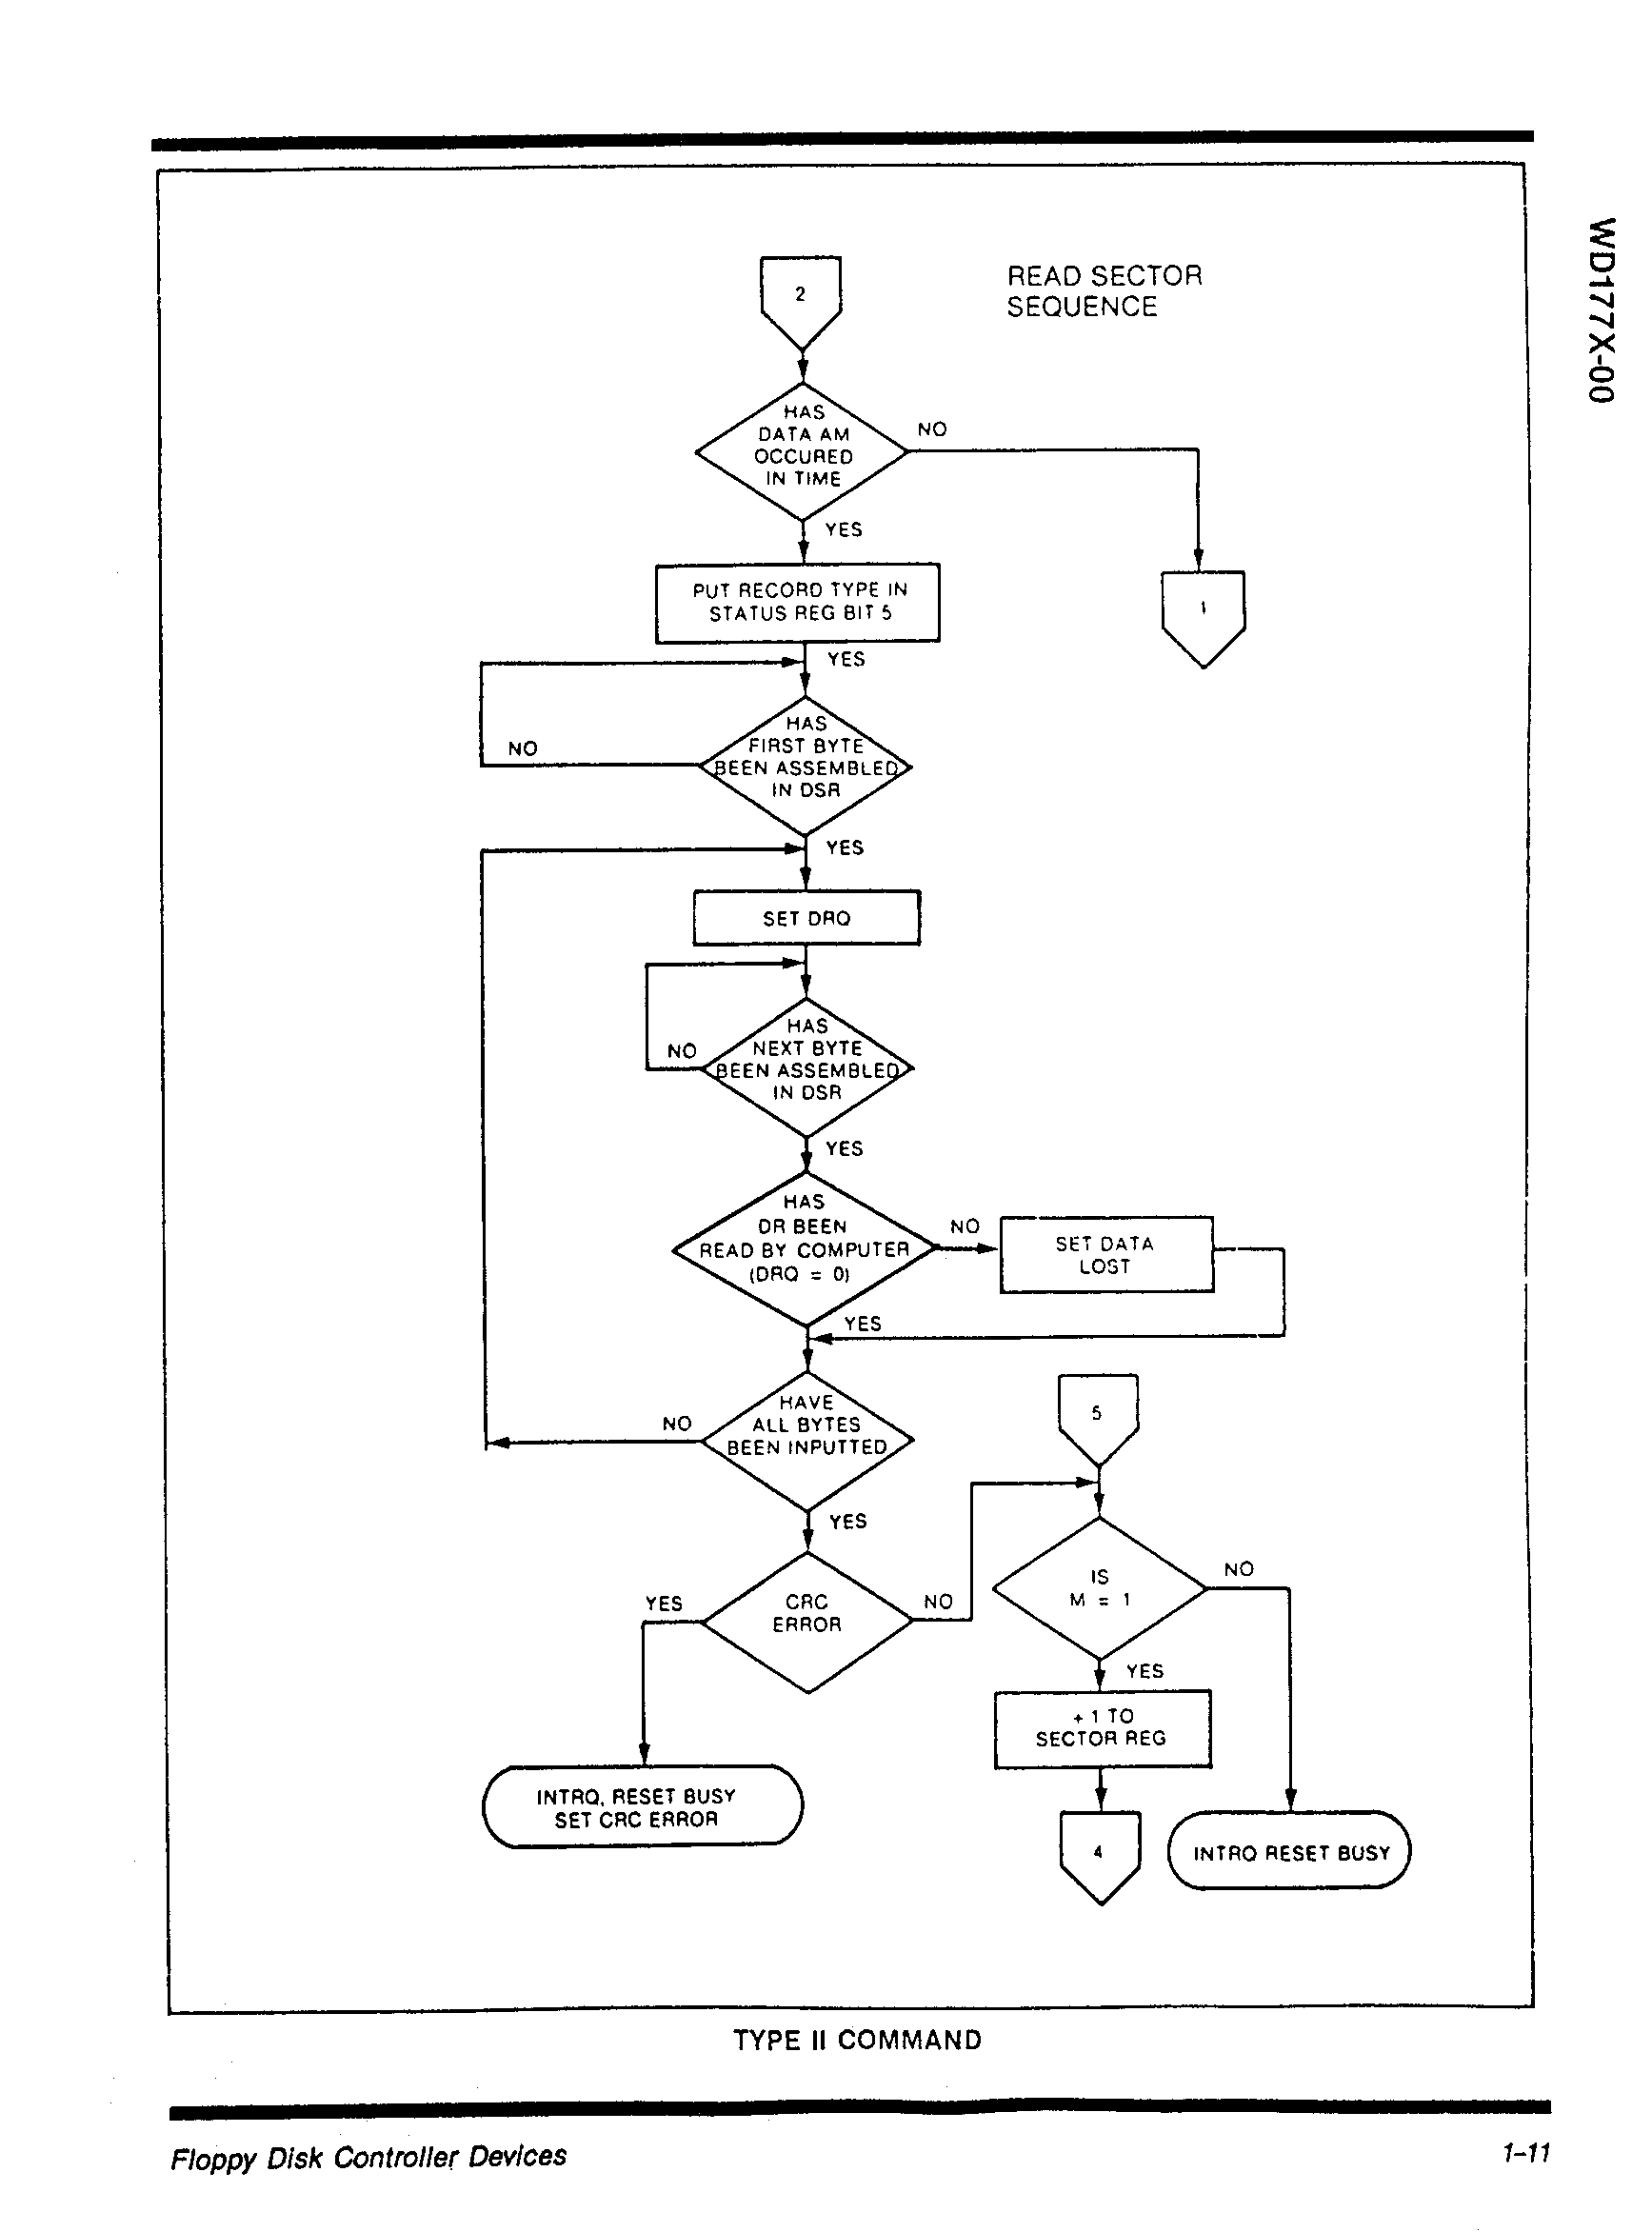 WD177X-00
READ SECTOR
SEQUENCE
2
HAS
DATA AM
OCCURED
IN TIME
NO
YES
1
PUT RECORD TYPE IN
STATUS REG BIT 5
YES
HAS
FIRST BYTE
BEEN ASSEMBLED
IN DSR
NO
YES
SET DRQ
HAS
NEXT BYTE
BEEN ASSEMBLED
IN DSR
NO
YES
HAS
DR BEEN
READ BY COMPUTER
(DRQ = 0)
NO
SET DATA
LOST
YES
HAVE
ALL BYTES
BEEN INPUTTED
NO
YES
5
CRC
ERROR
YES
NO
IS
M = 1
NO
YES
+ 1 TO
SECTOR REG
INTRQ, RESET BUSY
SET CRC ERROR
4
INTRQ RESET BUSY
TYPE II COMMAND
Floppy Disk Controller Devices
1-11